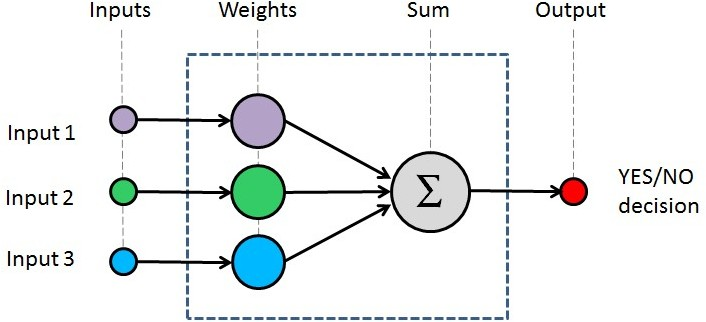 Inputs
Weights
Sum
Output
Input 1
Input 2
Input 3
Σ
YES/NO
decision